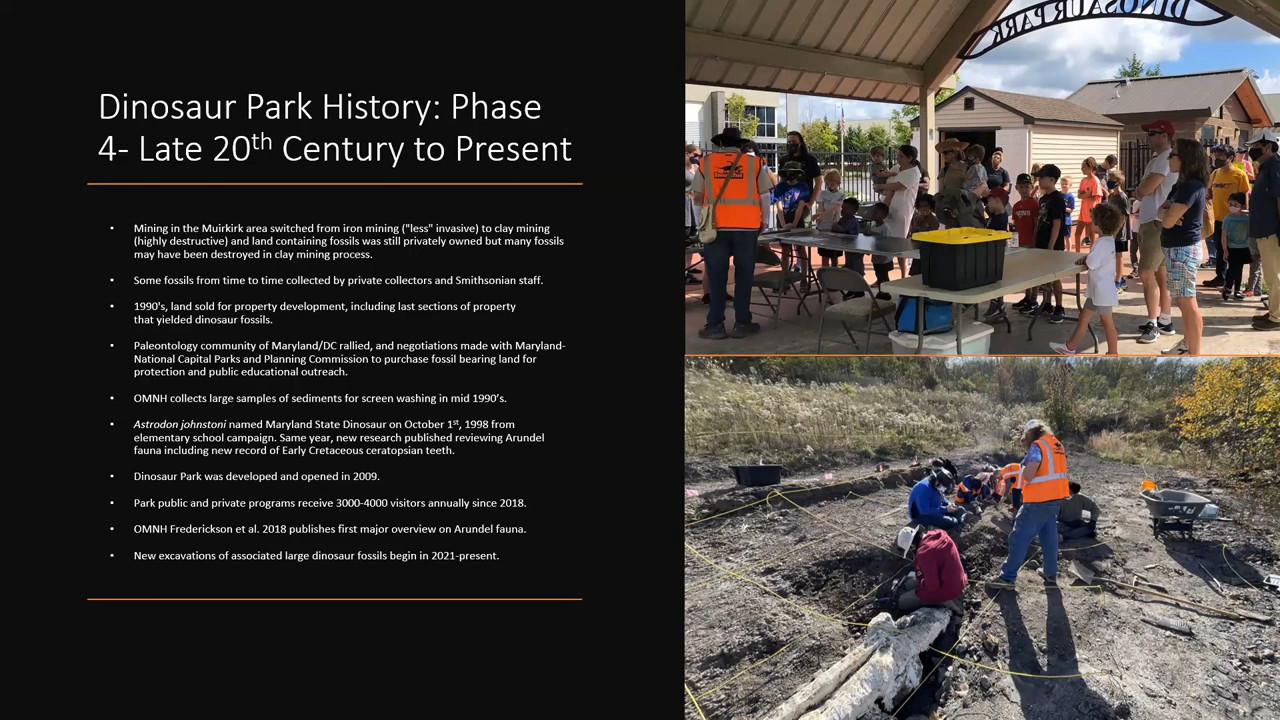 Dinosaur Park History: Phase
4- Late 20th Century to Present
• Mining in the Muirkirk area switched from iron mining ("less" invasive) to clay mining
(highly destructive) and land containing fossils was still privately owned but many fossils
may have been destroyed in clay mining process.
• Some fossils from time to time collected by private collectors and Smithsonian staff.
• 1990's, land sold for property development, including last sections of property
that yielded dinosaur fossils.
• Paleontology community of Maryland/DC rallied, and negotiations made with Maryland-
National Capital Parks and Planning Commission to purchase fossil bearing land for
protection and public educational outreach.
• OMNH collects large samples of sediments for screen washing in mid 1990's.
• Astrodon johnstoni named Maryland State Dinosaur on October 1st, 1998 from
elementary school campaign. Same year, new research published reviewing Arundel
fauna including new record of Early Cretaceous ceratopsian teeth.
• Dinosaur Park was developed and opened in 2009.
• Park public and private programs receive 3000-4000 visitors annually since 2018.
• OMNH Frederickson et al. 2018 publishes first major overview on Arundel fauna.
• New excavations of associated large dinosaur fossils begin in 2021-present.
DINOSAUR PARK